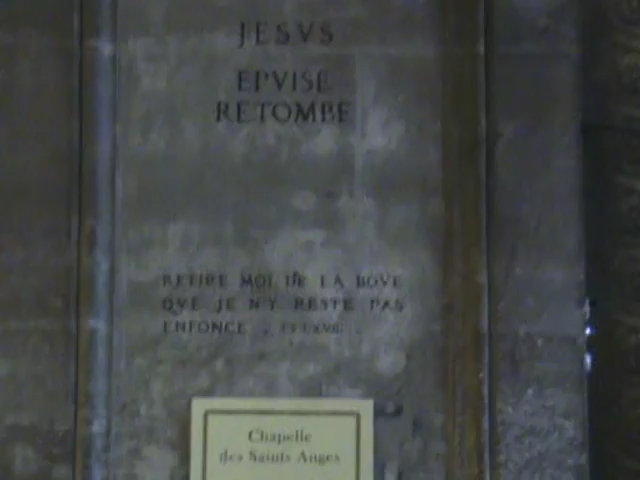 JESVS
EPVISE
RETOMBE
RETIRE MOI DE LA BOVE
QVE JE N'Y RESTE PAS
ENFONCE
Chapelle
des Saints Anges